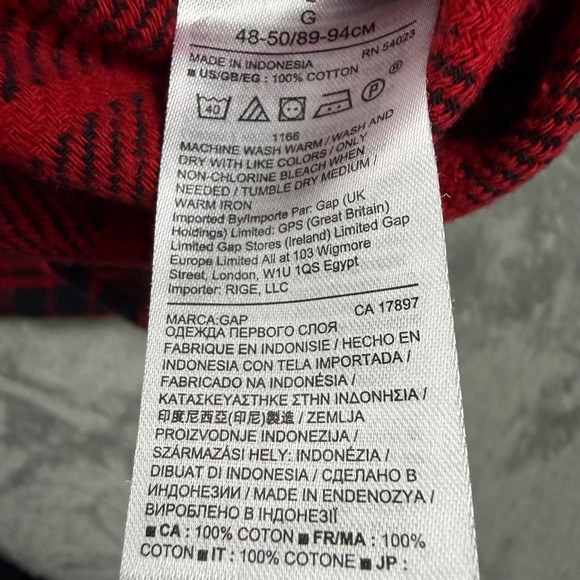 G
48-50/89-94CM
RN 54023
MADE IN INDONESIA
■ US/GB/EG : 100% COTTON
40 P
1166
MACHINE WASH WARM / WASH AND
DRY WITH LIKE COLORS / ONLY
NON-CHLORINE BLEACH WHEN
NEEDED / TUMBLE DRY MEDIUM /
WARM IRON
Imported By/Importe Par: Gap (UK
Holdings) Limited: GPS (Great Britain)
Limited Gap Stores (Ireland) Limited Gap
Europe Limited All at 103 Wigmore
Street, London, W1U 1QS Egypt
Importer: RIGE, LLC
CA 17897
MARCA:GAP
ОДЕЖДА ПЕРВОГО СЛОЯ
FABRIQUE EN INDONISIE / HECHO EN
INDONESIA CON TELA IMPORTADA /
FABRICADO NA INDONÉSIA /
ΚΑΤΑΣΚΕΥΑΣΤΗΚΕ ΣΤΗΝ ΙΝΔΟΝΗΣΙΑ /
印度尼西亞(印尼)製造 / ZEMLJA
PROIZVODNJE INDONEZIJA /
SZÁRMAZÁSI HELY: INDONÉZIA /
DIBUAT DI INDONESIA / СДЕЛАНО В
ИНДОНЕЗИИ / MADE IN ENDENOZYA /
ВИРОБЛЕНО В ІНДОНЕЗІЇ
■ CA : 100% COTON ■ FR/MA : 100%
COTON ■ IT : 100% COTONE ■ JP :